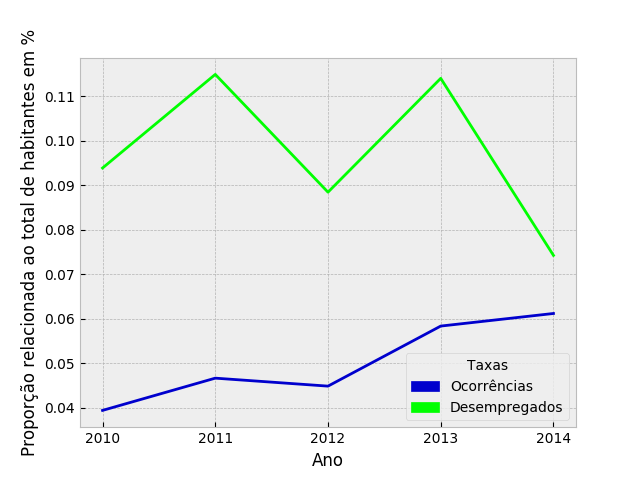 Proporção relacionada ao total de habitantes em %
0.11
0.10
0.09
0.08
0.07
0.06
0.05
0.04
2010 2011 2012 2013 2014
Ano
Taxas
Ocorrências
Desempregados